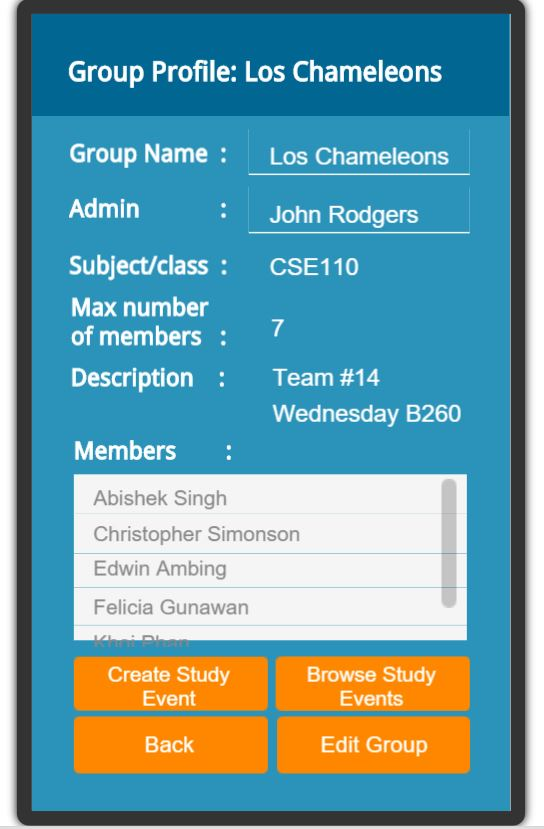 Group Profile: Los Chameleons
Group Name : Los Chameleons
Admin : John Rodgers
Subject/class : CSE110
Max number
of members : 7
Description : Team #14
Wednesday B260
Members :
Abishek Singh
Christopher Simonson
Edwin Ambing
Felicia Gunawan
Khoi Phan
Create Study
Event
Browse Study
Events
Back
Edit Group